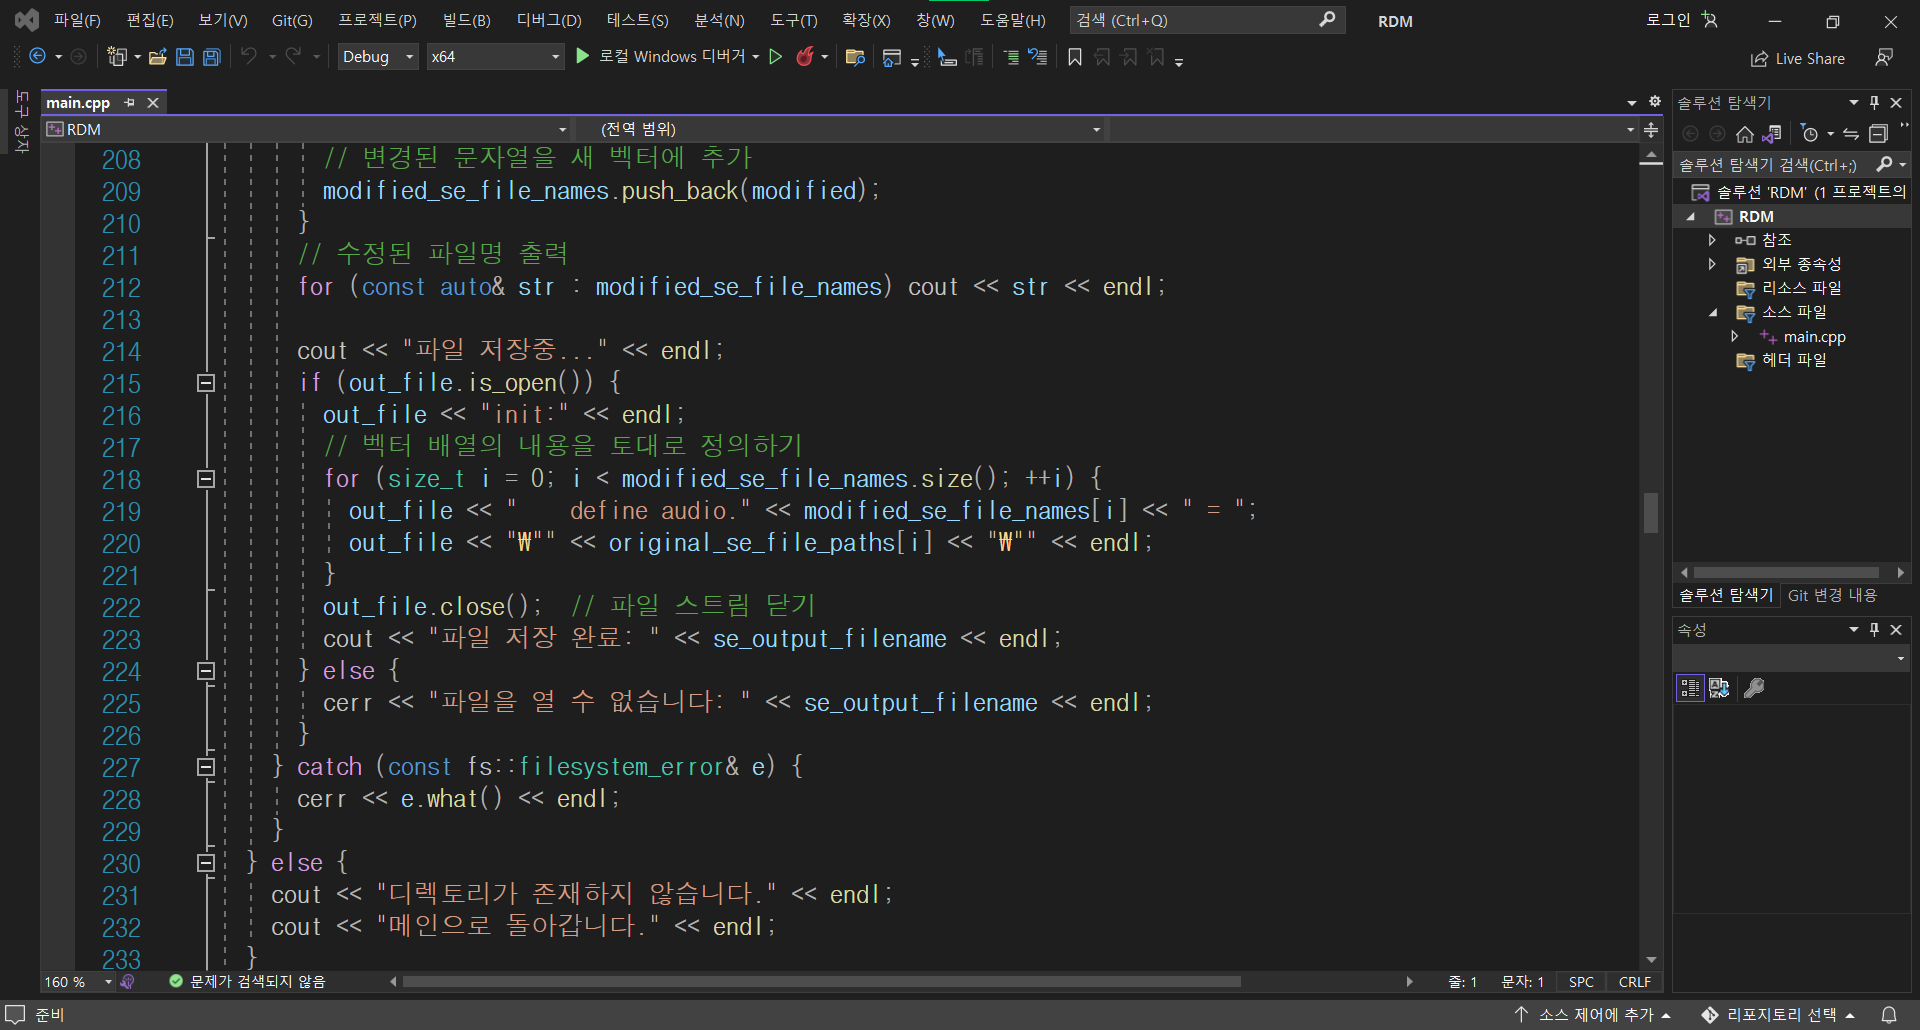 파일(F) 편집(E) 보기(V) Git(G) 프로젝트(P) 빌드(B) 디버그(D) 테스트(S) 분석(N) 도구(T) 확장(X) 창(W) 도움말(H) 검색 (Ctrl+Q) RDM 로그인
Debug x64 로컬 Windows 디버거 Live Share
도구 상자
main.cpp
RDM (전역 범위)
208 // 변경된 문자열을 새 벡터에 추가
209 modified_se_file_names.push_back(modified);
210 }
211 // 수정된 파일명 출력
212 for (const auto& str : modified_se_file_names) cout << str << endl;
213
214 cout << "파일 저장중..." << endl;
215 if (out_file.is_open()) {
216 out_file << "init:" << endl;
217 // 벡터 배열의 내용을 토대로 정의하기
218 for (size_t i = 0; i < modified_se_file_names.size(); ++i) {
219 out_file << "    define audio." << modified_se_file_names[i] << " = ";
220 out_file << "₩"" << original_se_file_paths[i] << "₩"" << endl;
221 }
222 out_file.close();  // 파일 스트림 닫기
223 cout << "파일 저장 완료: " << se_output_filename << endl;
224 } else {
225 cerr << "파일을 열 수 없습니다: " << se_output_filename << endl;
226 }
227 } catch (const fs::filesystem_error& e) {
228 cerr << e.what() << endl;
229 }
230 } else {
231 cout << "디렉토리가 존재하지 않습니다." << endl;
232 cout << "메인으로 돌아갑니다." << endl;
233 }
160 % 문제가 검색되지 않음 줄: 1 문자: 1 SPC CRLF
솔루션 탐색기
솔루션 탐색기 검색(Ctrl+;)
솔루션 'RDM' (1 프로젝트의
RDM
참조
외부 종속성
리소스 파일
소스 파일
main.cpp
헤더 파일
솔루션 탐색기 Git 변경 내용
속성
준비 소스 제어에 추가 리포지토리 선택